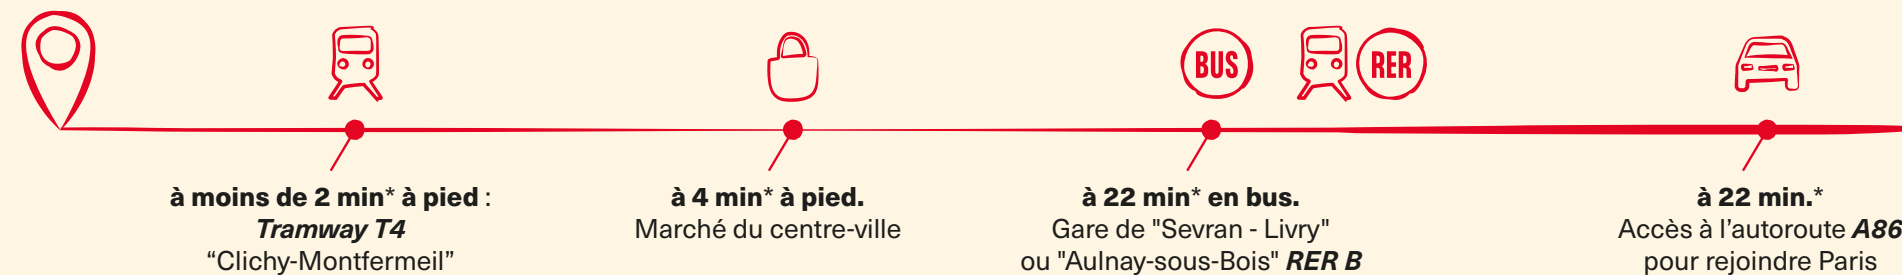 BUS
RER
à moins de 2 min* à pied :
Tramway T4
“Clichy-Montfermeil”
à 4 min* à pied.
Marché du centre-ville
à 22 min* en bus.
Gare de "Sevran - Livry"
ou "Aulnay-sous-Bois" RER B
à 22 min.*
Accès à l’autoroute A86
pour rejoindre Paris